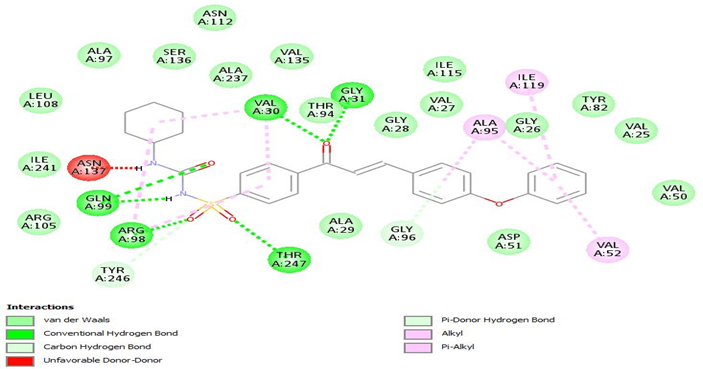 ASN
A:112
ALA
A:97
SER
A:136
VAL
A:135
ALA
A:237
ILE
A:115
ILE
A:119
LEU
A:108
VAL
A:30
THR
A:94
GLY
A:31
VAL
A:27
TYR
A:82
GLY
A:28
ALA
A:95
GLY
A:26
VAL
A:25
O
ILE
A:241
ASN
A:137
H
N
O
GLN
A:99
H
N
S
VAL
A:50
ARG
A:105
ARG
A:98
O
O
ALA
A:29
GLY
A:96
O
ASP
A:51
VAL
A:52
THR
A:247
TYR
A:246
Interactions
van der Waals
Conventional Hydrogen Bond
Carbon Hydrogen Bond
Unfavorable Donor-Donor
Pi-Donor Hydrogen Bond
Alkyl
Pi-Alkyl